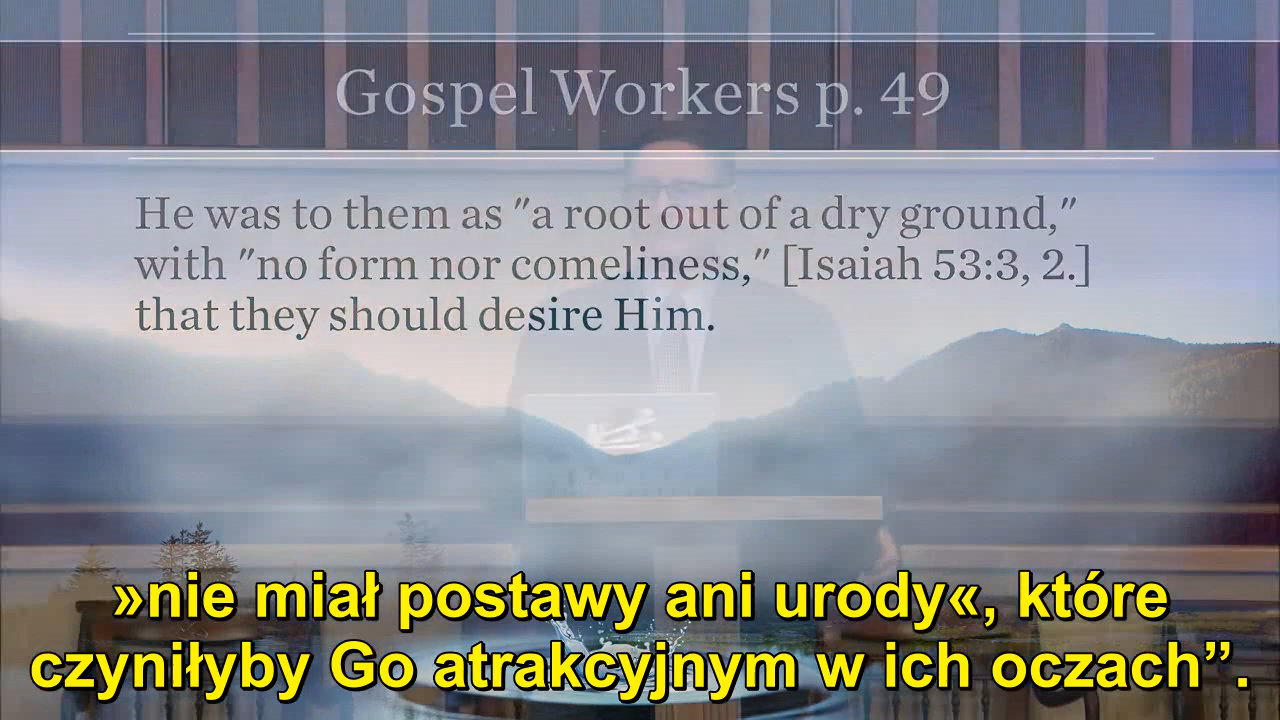 Gospel Workers p. 49
He was to them as "a root out of a dry ground,"
with "no form nor comeliness," [Isaiah 53:3, 2.]
that they should desire Him.
»nie miał postawy ani urody«, które
czyniłyby Go atrakcyjnym w ich oczach”.